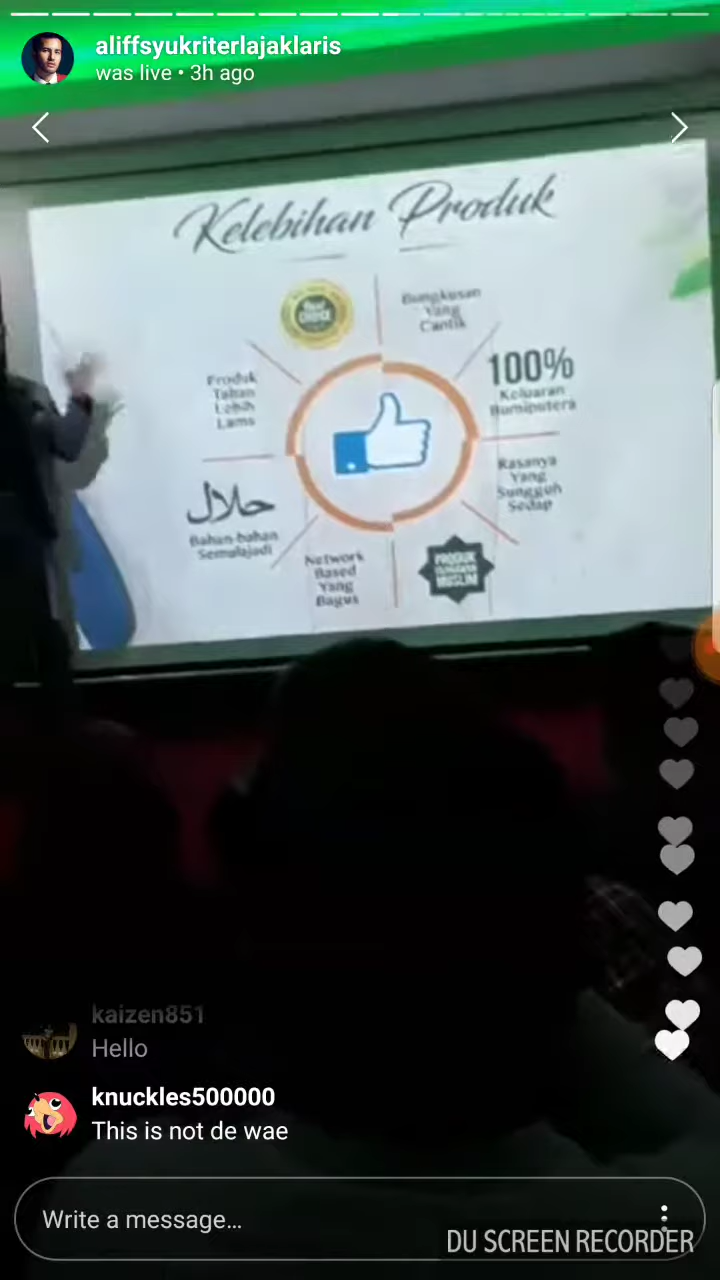 aliffsyukriterlajaklaris
was live • 3h ago
Kelebihan Produk
Bungkusan
Yang
Cantik
100%
Keluaran
Bumiputera
Produk
Tahan
Lebih
Lama
Rasanya
Yang
Sungguh
Sedap
حلال
Bahan-bahan
Semulajadi
Network
Based
Yang
Bagus
PRODUK
MUSLIM
kaizen851
Hello
knuckles500000
This is not de wae
Write a message...
DU SCREEN RECORDER